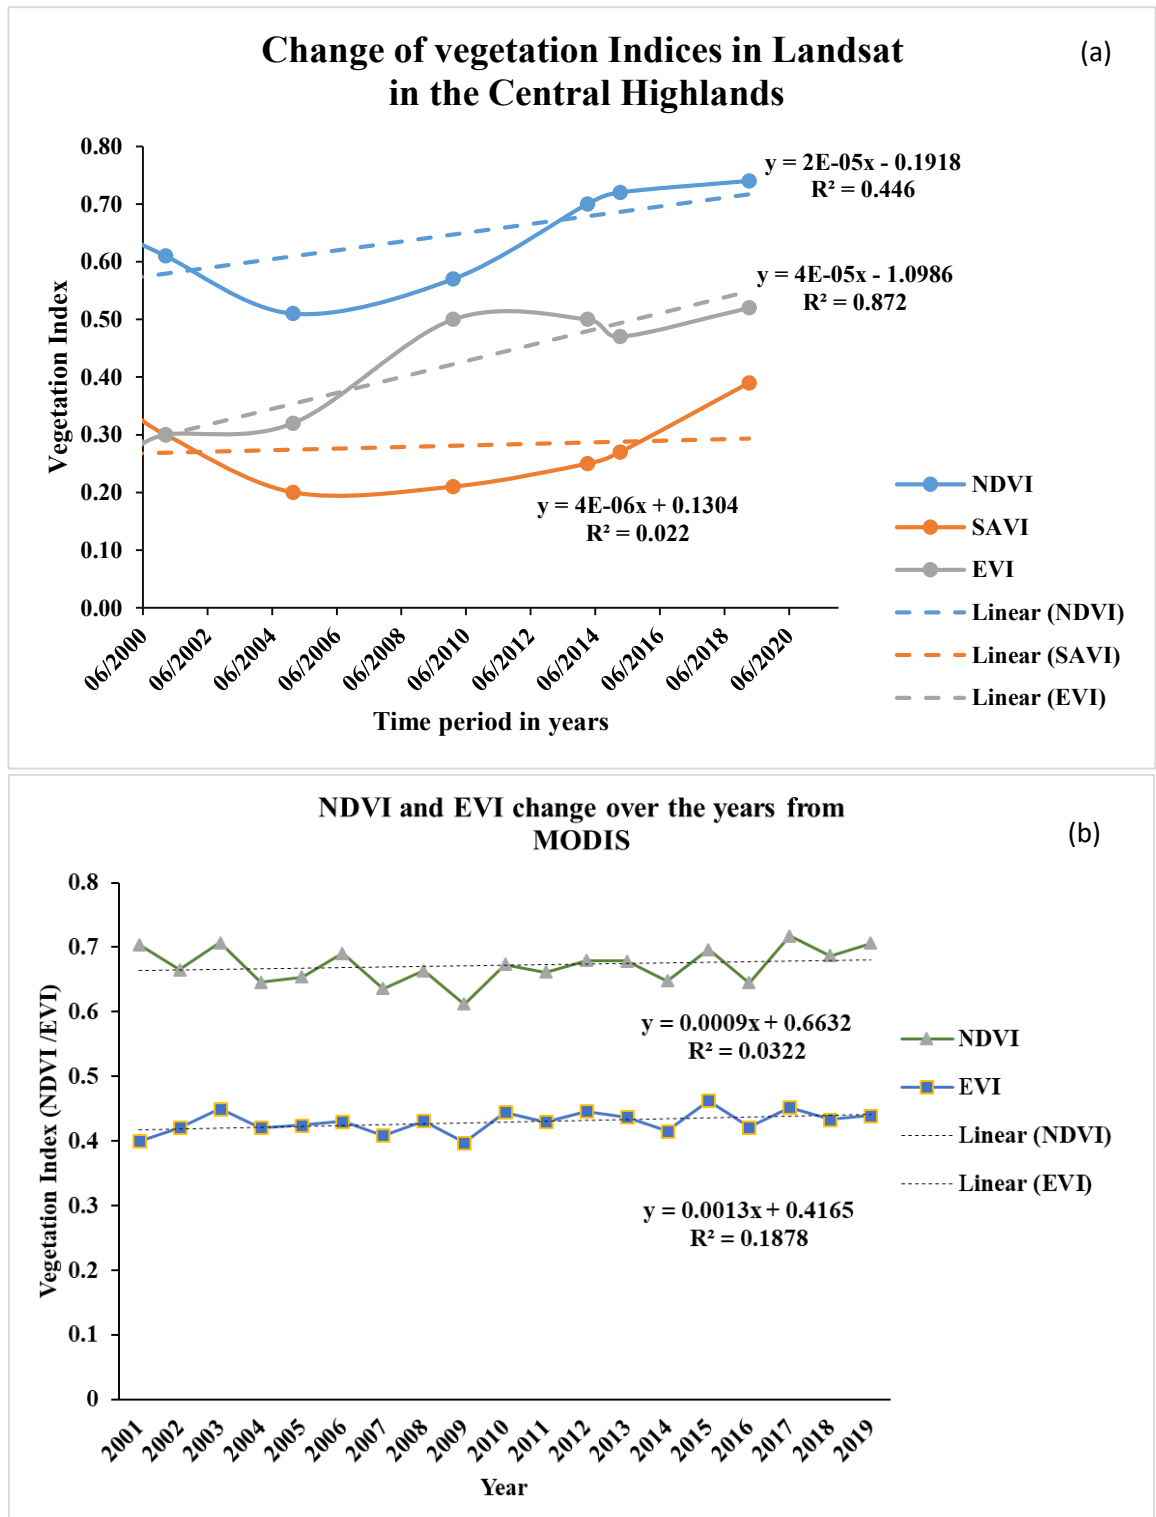 Change of vegetation Indices in Landsat
in the Central Highlands
(a)
Vegetation Index
0.80
0.70
0.60
0.50
0.40
0.30
0.20
0.10
0.00
y = 2E-05x - 0.1918
R² = 0.446
y = 4E-05x - 1.0986
R² = 0.872
y = 4E-06x + 0.1304
R² = 0.022
06/2000
06/2002
06/2004
06/2006
06/2008
06/2010
06/2012
06/2014
06/2016
06/2018
06/2020
Time period in years
NDVI
SAVI
EVI
Linear (NDVI)
Linear (SAVI)
Linear (EVI)
NDVI and EVI change over the years from
MODIS
(b)
Vegetation Index (NDVI /EVI)
0.8
0.7
0.6
0.5
0.4
0.3
0.2
0.1
0
y = 0.0009x + 0.6632
R² = 0.0322
y = 0.0013x + 0.4165
R² = 0.1878
2001
2002
2003
2004
2005
2006
2007
2008
2009
2010
2011
2012
2013
2014
2015
2016
2017
2018
2019
Year
NDVI
EVI
Linear (NDVI)
Linear (EVI)